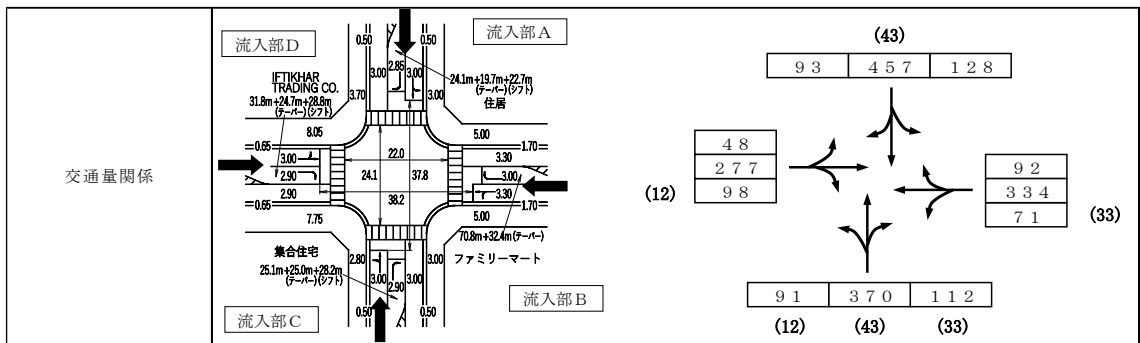 交通量関係
流入部D
流入部A
0.50
0.50
3.00
2.85
3.00
3.70
3.00
24.1m+19.7m+22.7m
(テーパー)(シフト)
住居
IFTIKHAR
TRADING CO.
31.8m+24.7m+28.8m
(テーパー)(シフト)
8.05
5.00
0.65
1.70
3.00
22.0
3.30
24.1
37.8
3.00
2.90
2.90
38.2
3.30
0.65
1.70
7.75
5.00
70.8m+32.4m(テーパー)
集合住宅
ファミリーマート
25.1m+25.0m+28.2m
(テーパー)(シフト)
2.80
3.00
3.00
2.90
3.00
0.50
0.50
流入部C
流入部B
(43)
93 457 128
48
277
98
(12)
92
334
71
(33)
91 370 112
(12) (43) (33)